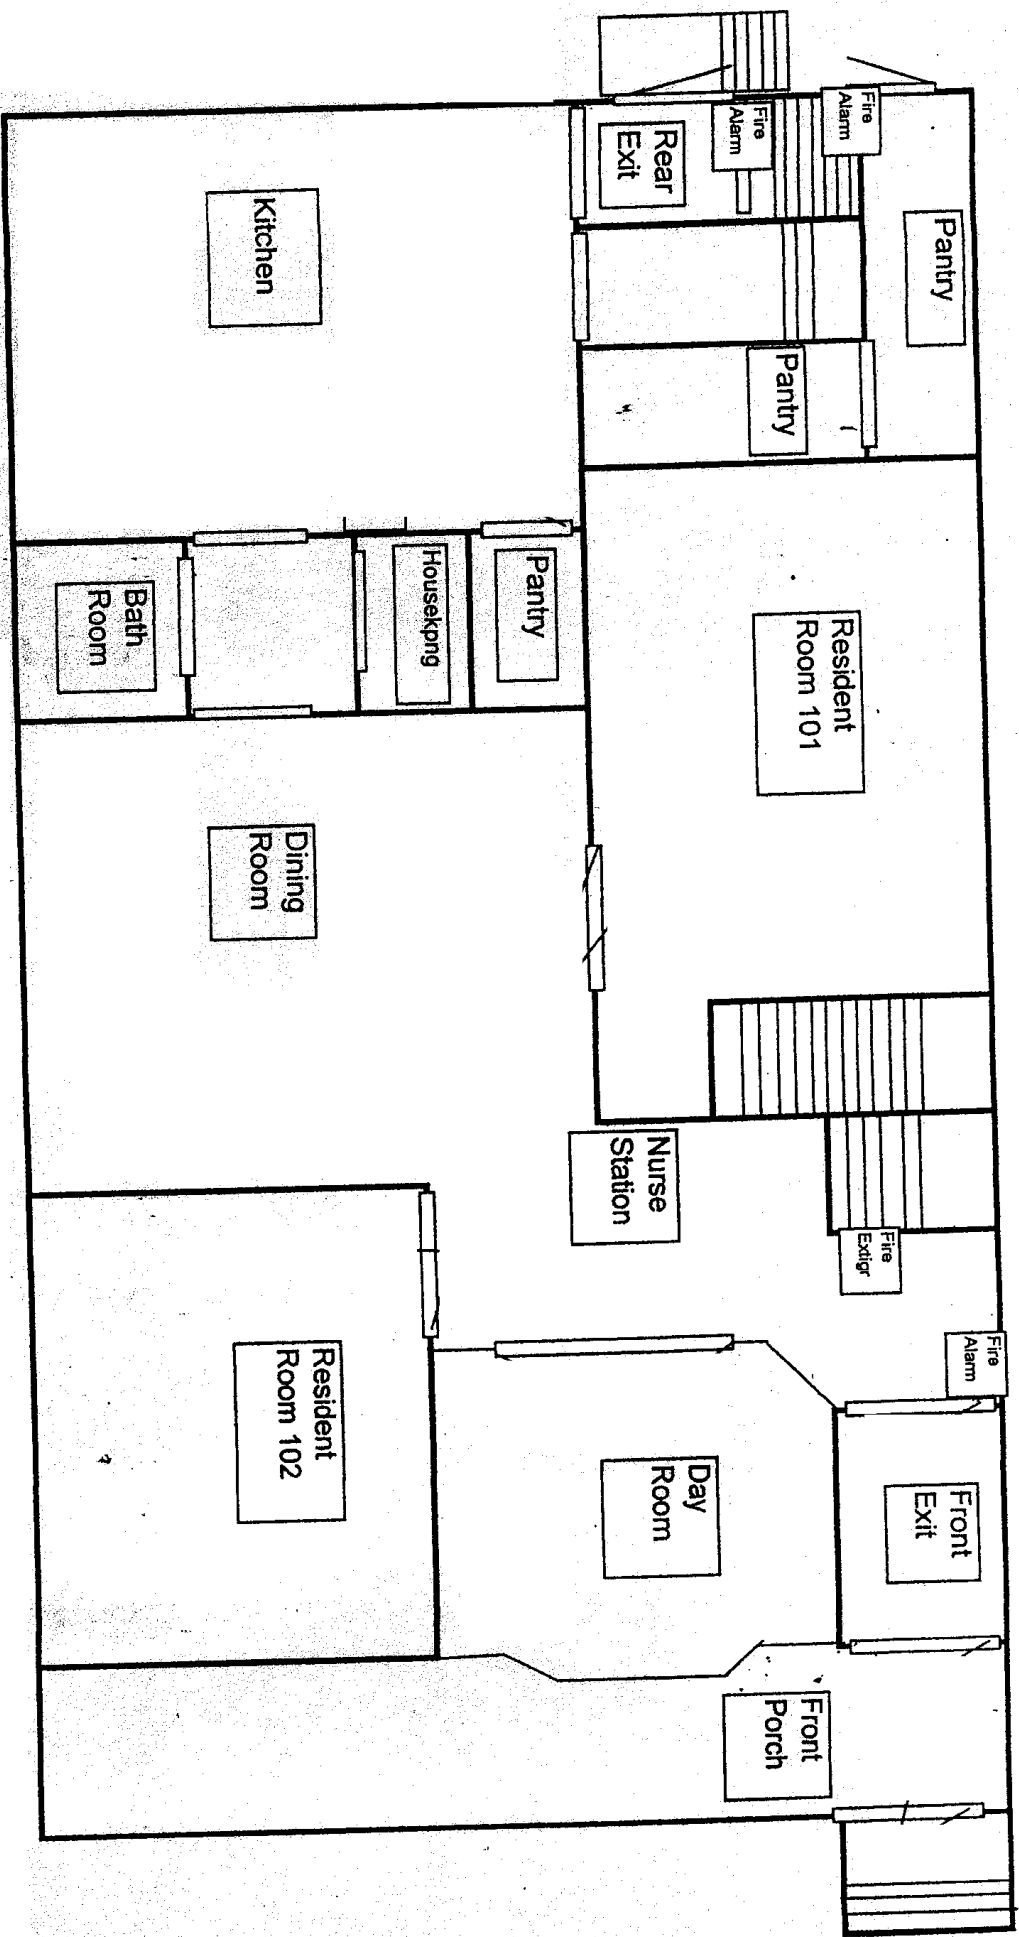 Fire
Alarm
Fire
Alarm
Rear
Exit
Pantry
Kitchen
Pantry
Pantry
Housekpng
Bath
Room
Resident
Room 101
Dining
Room
Nurse
Station
Fire
Extigr
Fire
Alarm
Resident
Room 102
Day
Room
Front
Exit
Front
Porch